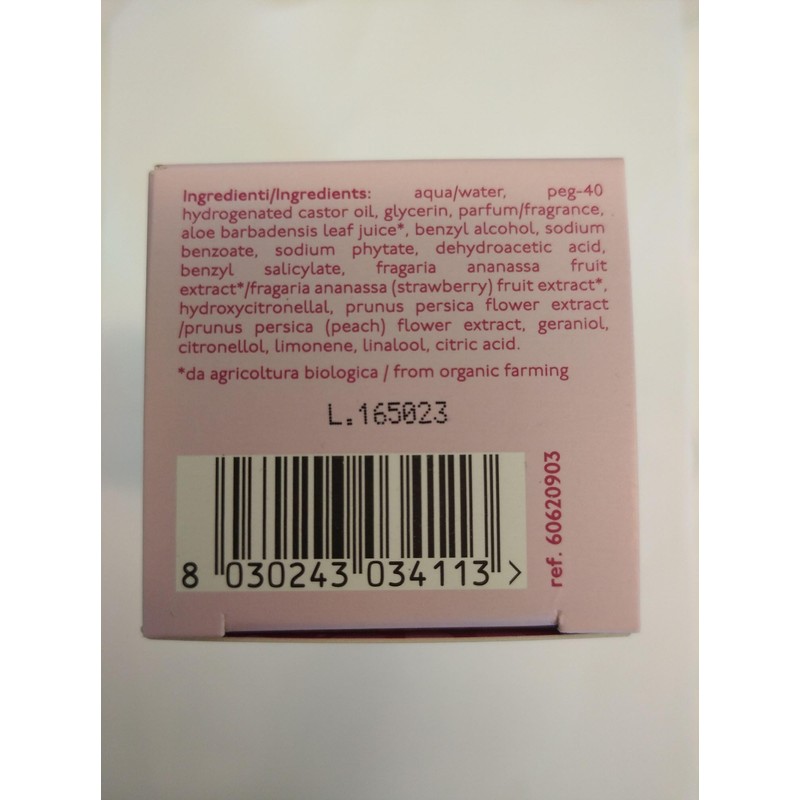 Ingredienti/Ingredients: aqua/water, peg-40
hydrogenated castor oil, glycerin, parfum/fragrance,
aloe barbadensis leaf juice*, benzyl alcohol, sodium
benzoate, sodium phytate, dehydroacetic acid,
benzyl salicylate, fragaria ananassa fruit
extract*/fragaria ananassa (strawberry) fruit extract*,
hydroxycitronellal, prunus persica flower extract
/prunus persica (peach) flower extract, geraniol,
citronellol, limonene, linalool, citric acid.
*da agricoltura biologica / from organic farming
L.165023
8 030243 034113 >
ref. 60620903